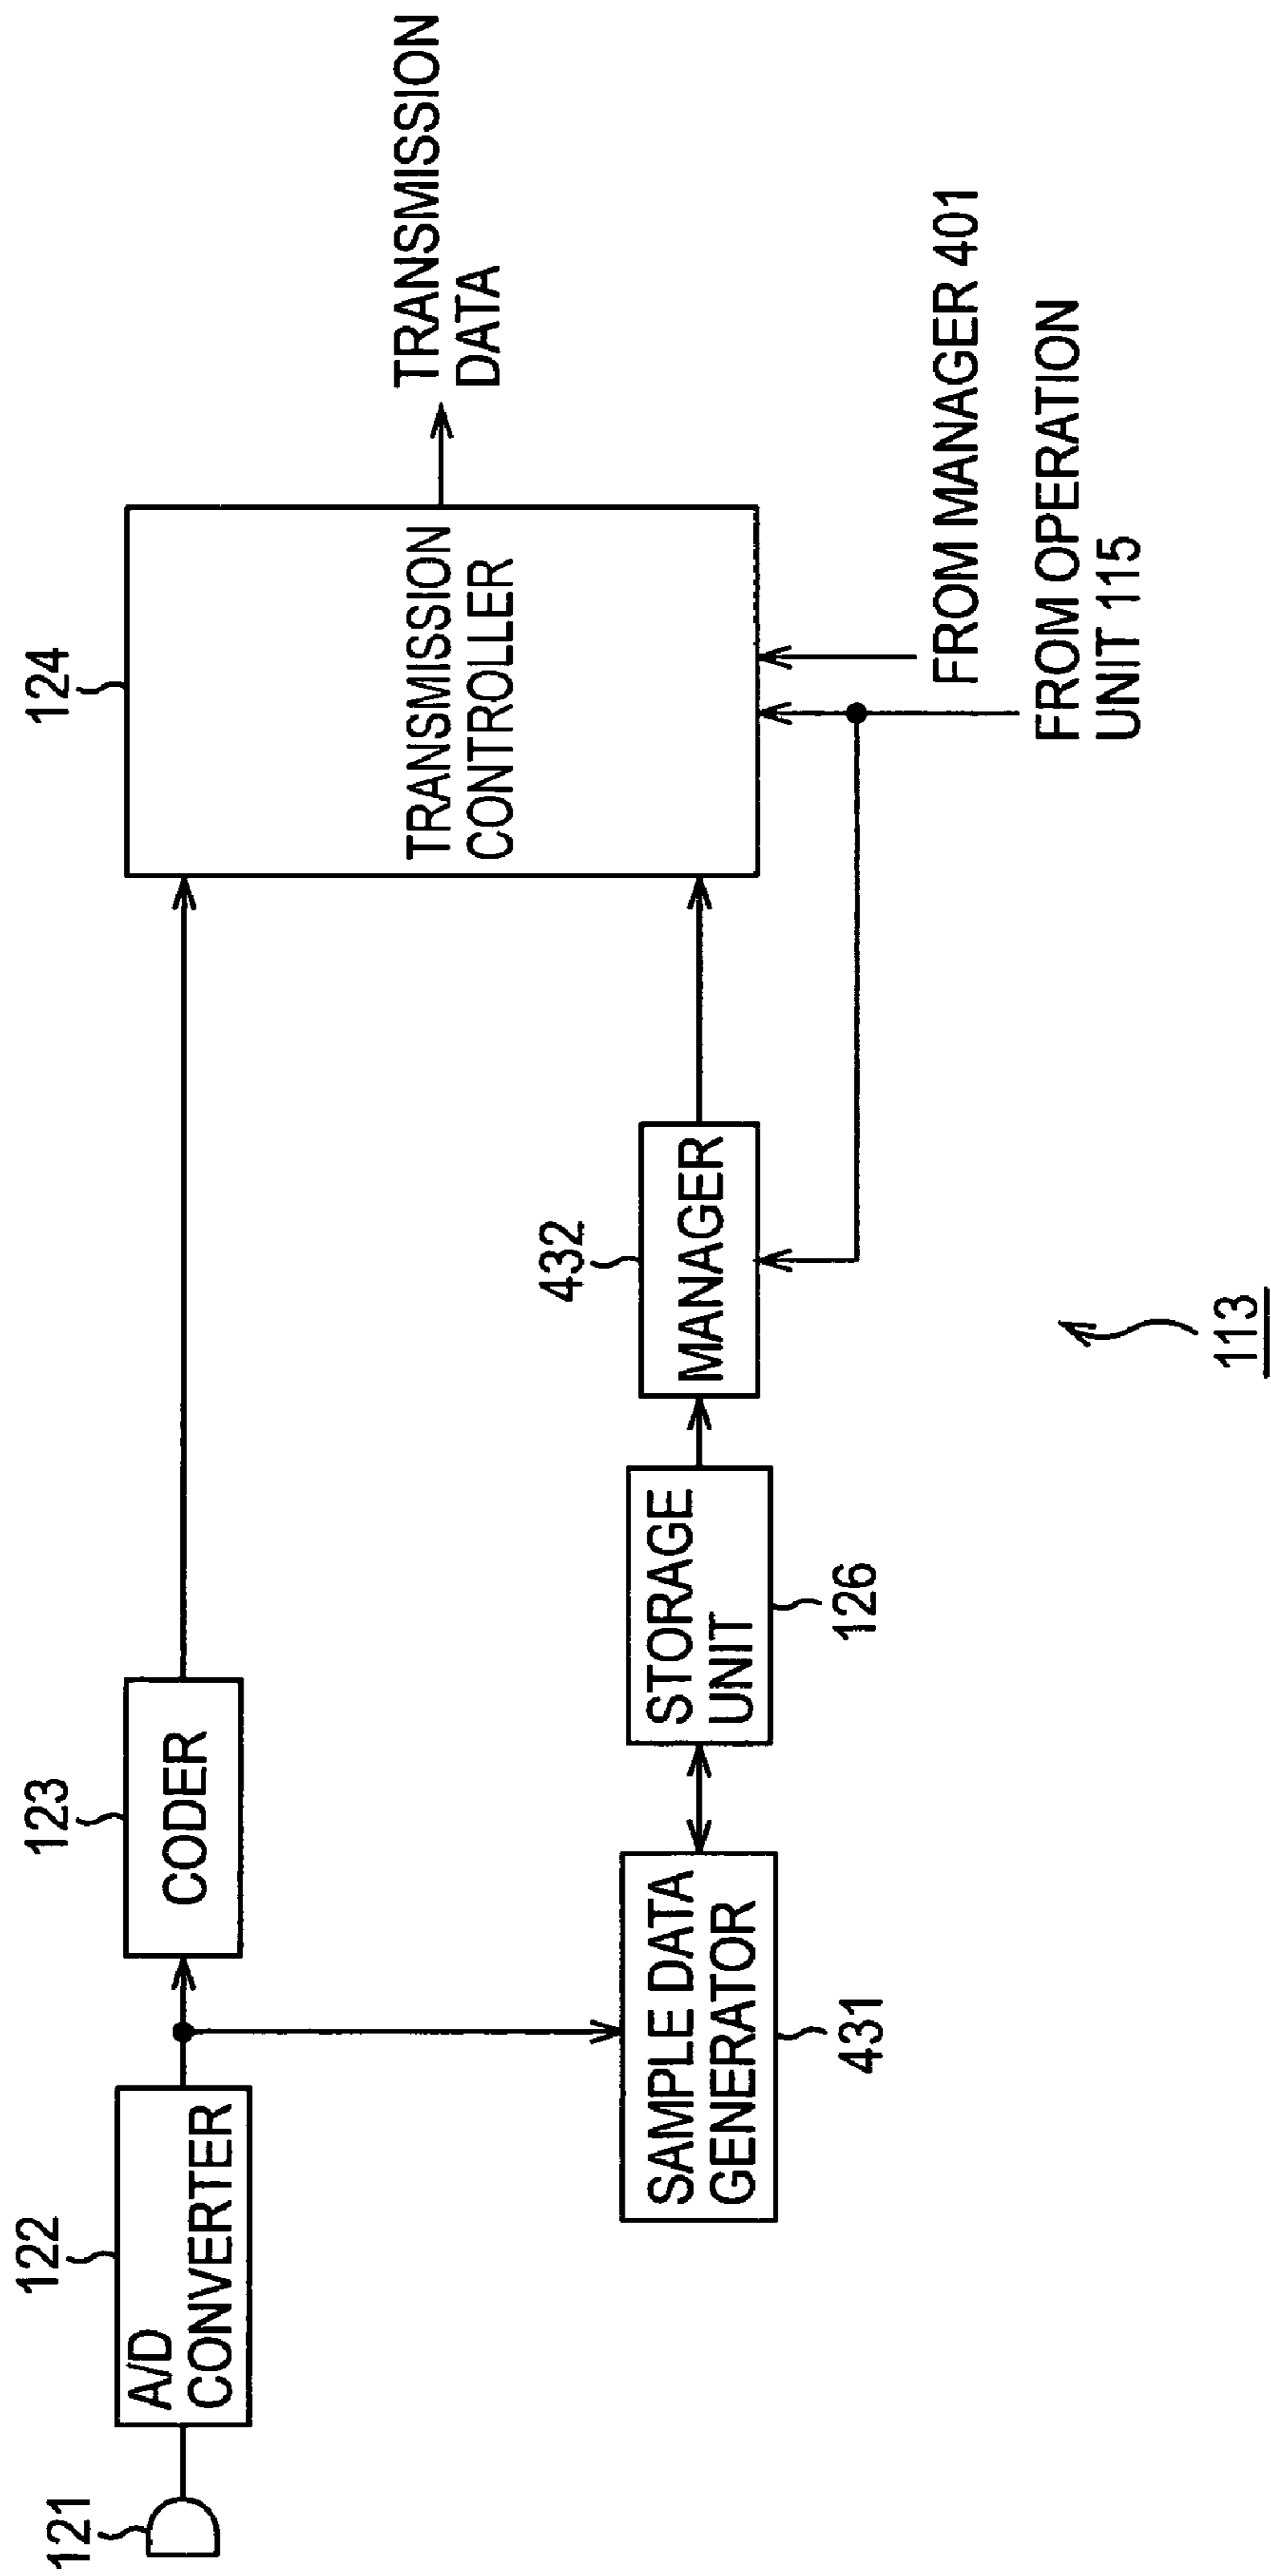 121
122
A/D
CONVERTER
123
CODER
124
TRANSMISSION
CONTROLLER
TRANSMISSION
DATA
431
SAMPLE DATA
GENERATOR
126
STORAGE
UNIT
432
MANAGER
FROM MANAGER 401
FROM OPERATION
UNIT 115
113